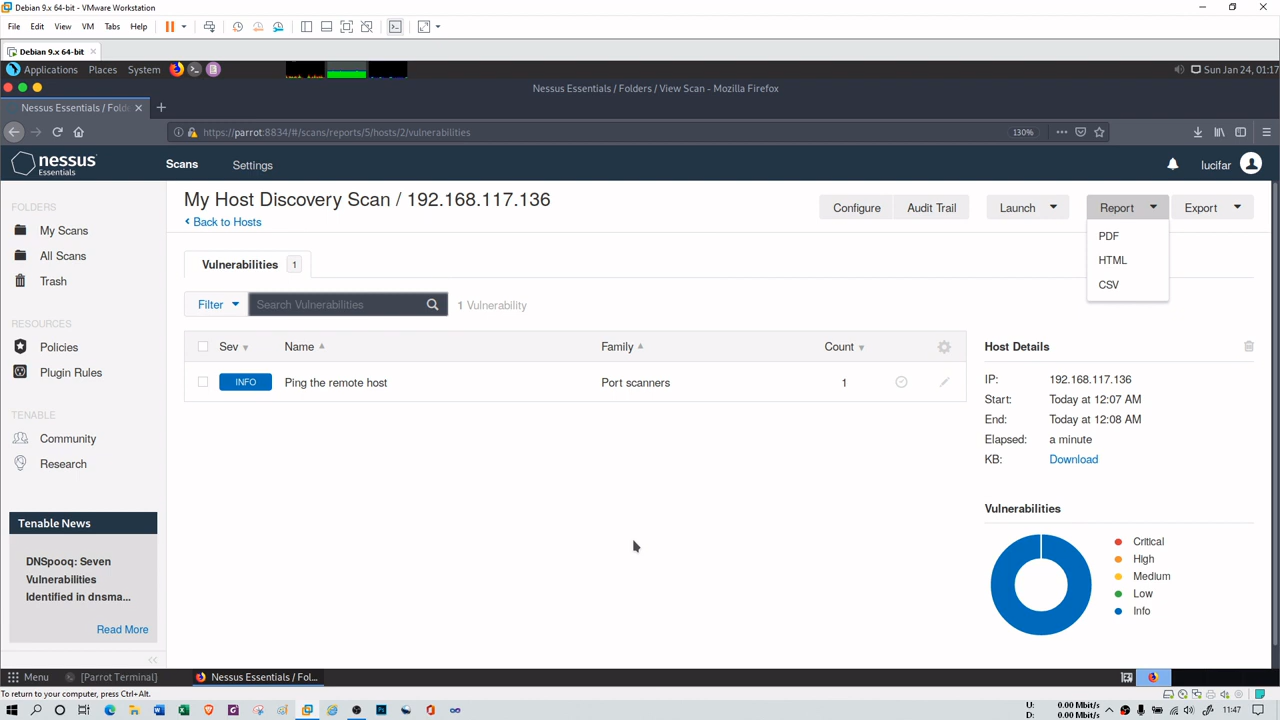 Debian 9.x 64-bit - VMware Workstation
File Edit View VM Tabs Help
Debian 9.x 64-bit
Applications Places System Sun Jan 24, 01:17
Nessus Essentials / Folders / View Scan - Mozilla Firefox
Nessus Essentials / Folde
https://parrot:8834/#/scans/reports/5/hosts/2/vulnerabilities 130%
nessus Essentials Scans Settings lucifar
FOLDERS
My Scans
All Scans
Trash
RESOURCES
Policies
Plugin Rules
TENABLE
Community
Research
Tenable News
DNSpooq: Seven
Vulnerabilities
Identified in dnsma...
Read More
My Host Discovery Scan / 192.168.117.136
Back to Hosts
Configure Audit Trail Launch Report Export
PDF
HTML
CSV
Vulnerabilities 1
Filter Search Vulnerabilities 1 Vulnerability
Sev Name Family Count
INFO Ping the remote host Port scanners 1
Host Details
IP: 192.168.117.136
Start: Today at 12:07 AM
End: Today at 12:08 AM
Elapsed: a minute
KB: Download
Vulnerabilities
Critical
High
Medium
Low
Info
Menu [Parrot Terminal] Nessus Essentials / Fol...
To return to your computer, press Ctrl+Alt.
U: 0.00 Mbit/s
D: 0.00 Mbit/s
11:47